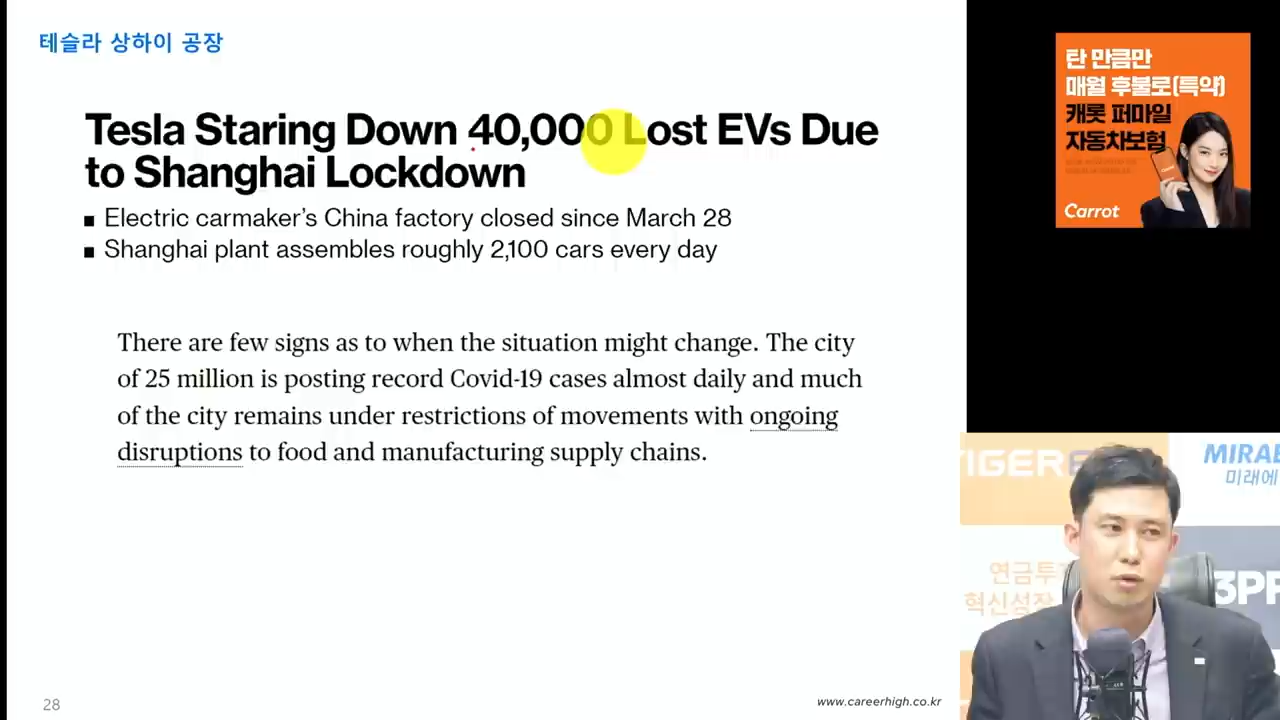 테슬라 상하이 공장
Tesla Staring Down 40,000 Lost EVs Due
to Shanghai Lockdown
■ Electric carmaker’s China factory closed since March 28
■ Shanghai plant assembles roughly 2,100 cars every day
There are few signs as to when the situation might change. The city
of 25 million is posting record Covid-19 cases almost daily and much
of the city remains under restrictions of movements with ongoing
disruptions to food and manufacturing supply chains.
28
www.careerhigh.co.kr
탄 만큼만
매월 후불로(특약)
캐롯 퍼마일
자동차보험
Carrot
TIGER
MIRAE
미래에
연금투
혁신성장
3PR